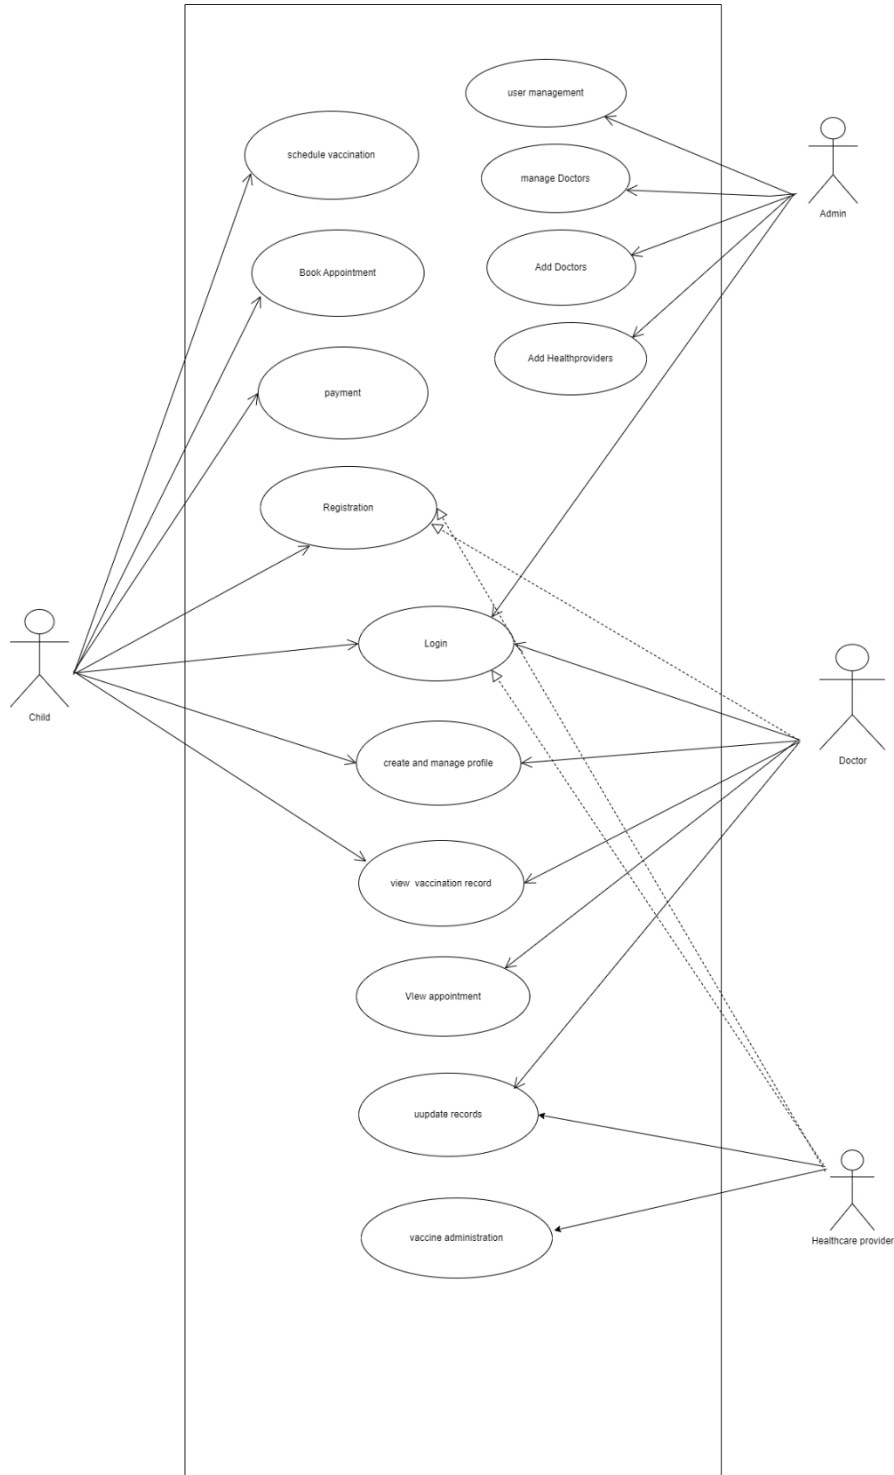 user management
schedule vaccination
manage Doctors
Admin
Add Doctors
Book Appointment
Add Healthproviders
payment
Registration
Login
Child
Doctor
create and manage profile
view vaccination record
VIew appointment
uupdate records
vaccine administration
Healthcare provider